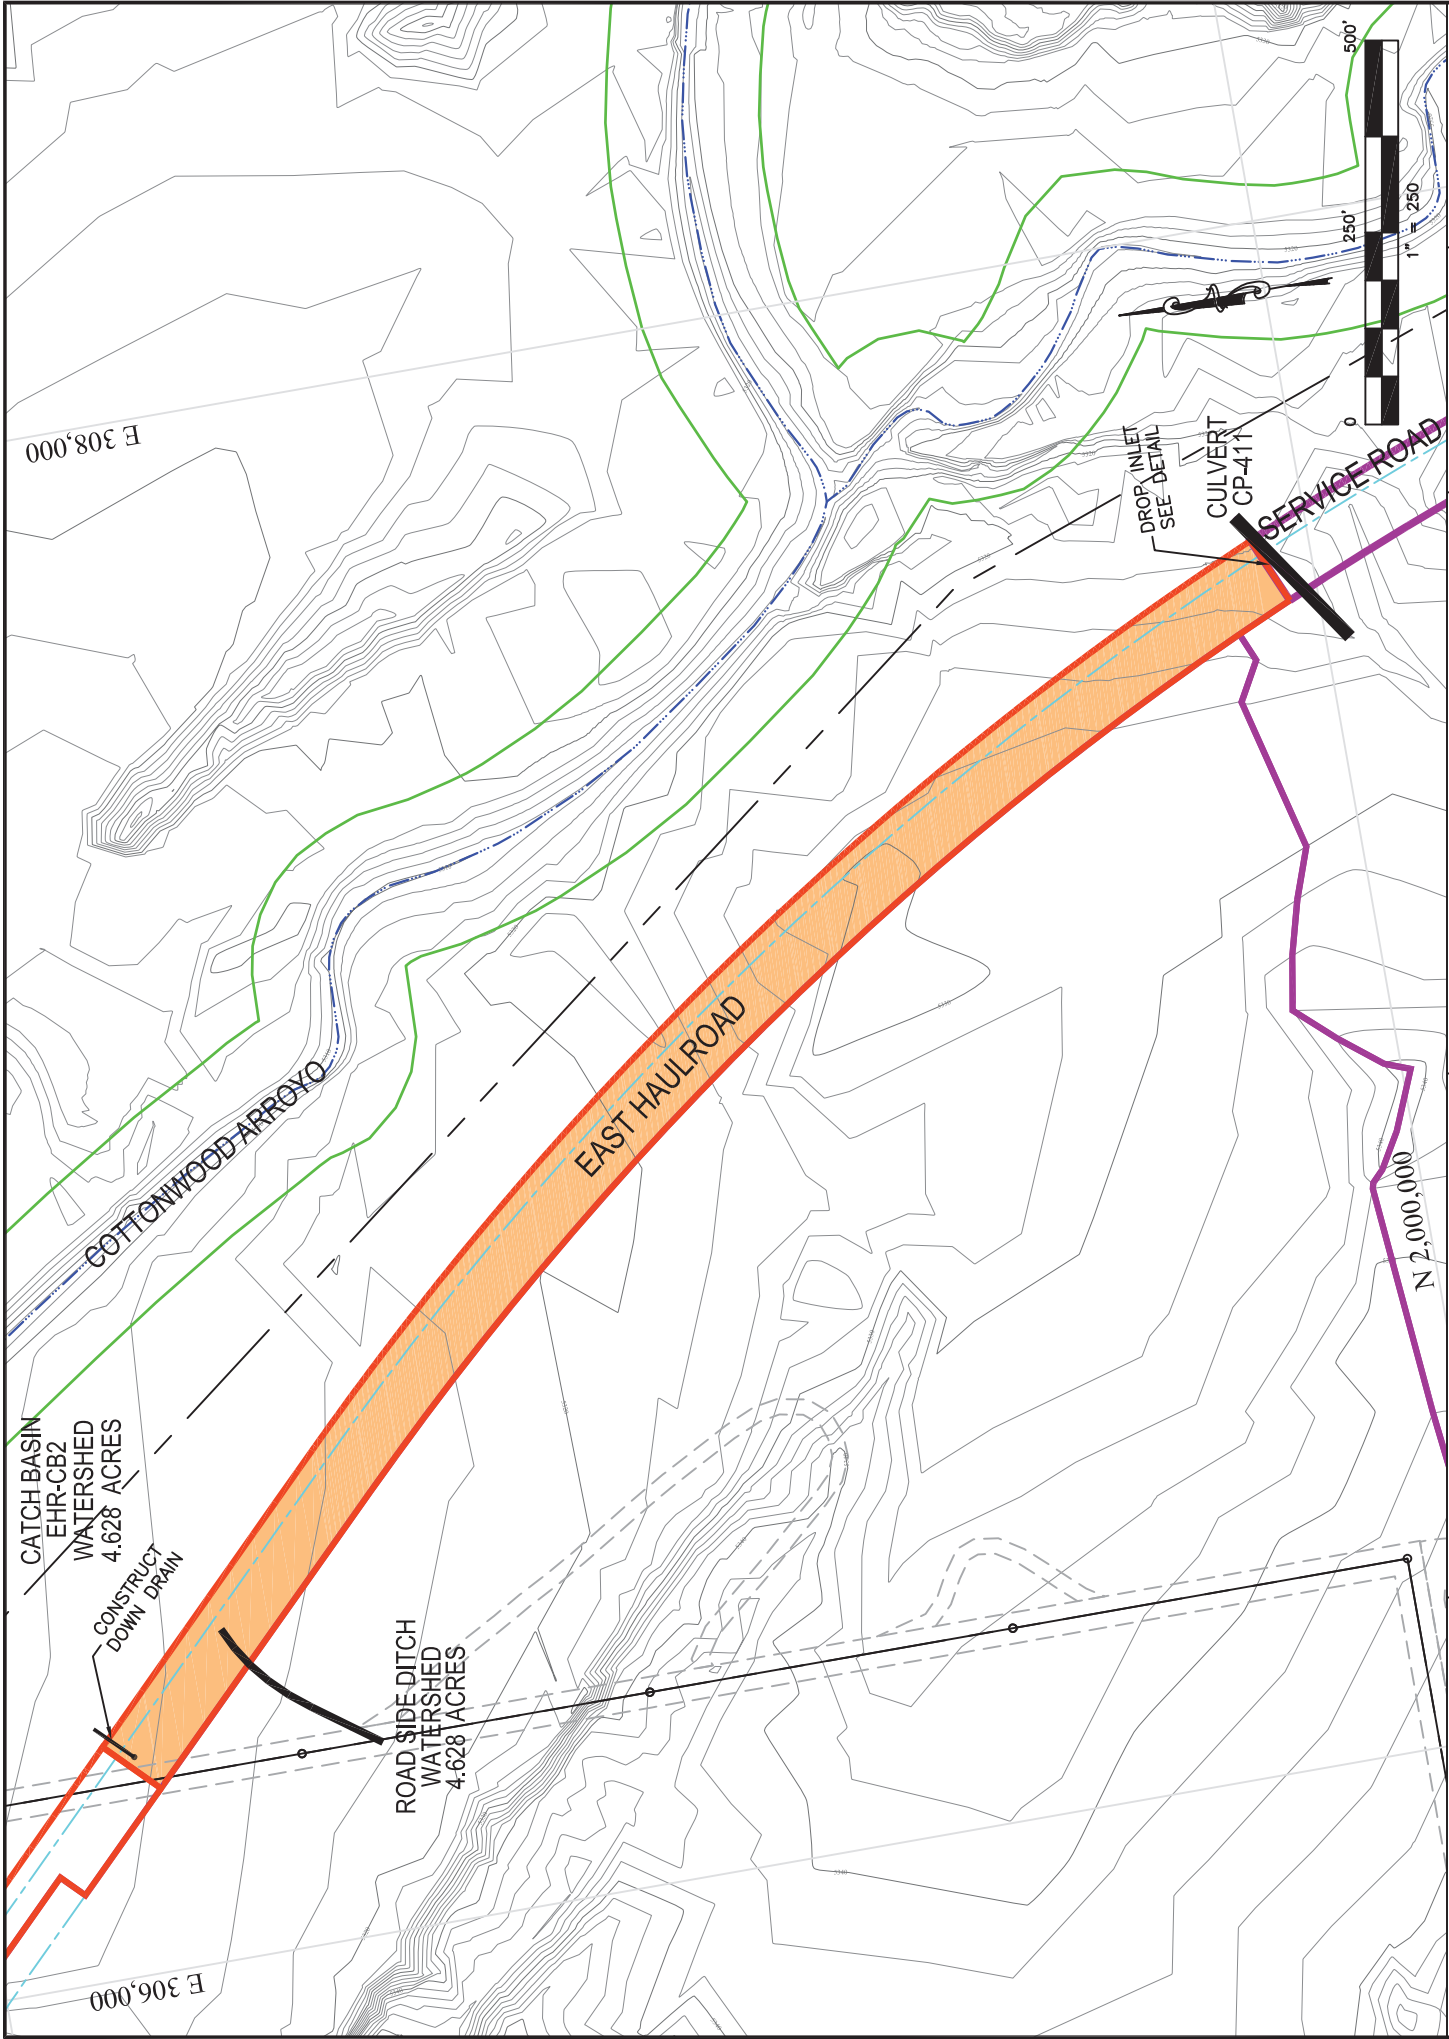 E 308,000
500'
250'
0
1" = 250
DROP INLET
SEE DETAIL
CULVERT
CP-411
SERVICE ROAD
COTTONWOOD ARROYO
EAST HAULROAD
N 2,000,000
CATCH BASIN
EHR-CB2
WATERSHED
4.628 ACRES
CONSTRUCT
DOWN DRAIN
ROAD SIDE DITCH
WATERSHED
4.628 ACRES
E 306,000